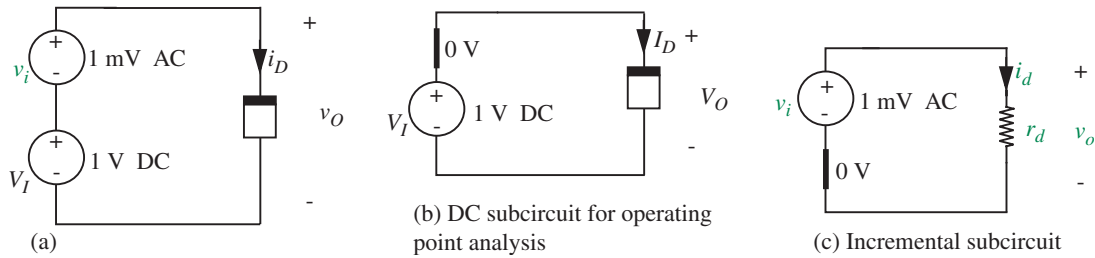 +
v_i
-
1 mV AC
+
V_I
-
1 V DC
i_D
+
v_O
-
(a)
0 V
+
V_I
-
1 V DC
I_D
+
V_O
-
(b) DC subcircuit for operating
point analysis
+
v_i
-
1 mV AC
0 V
i_d
r_d
+
v_o
-
(c) Incremental subcircuit